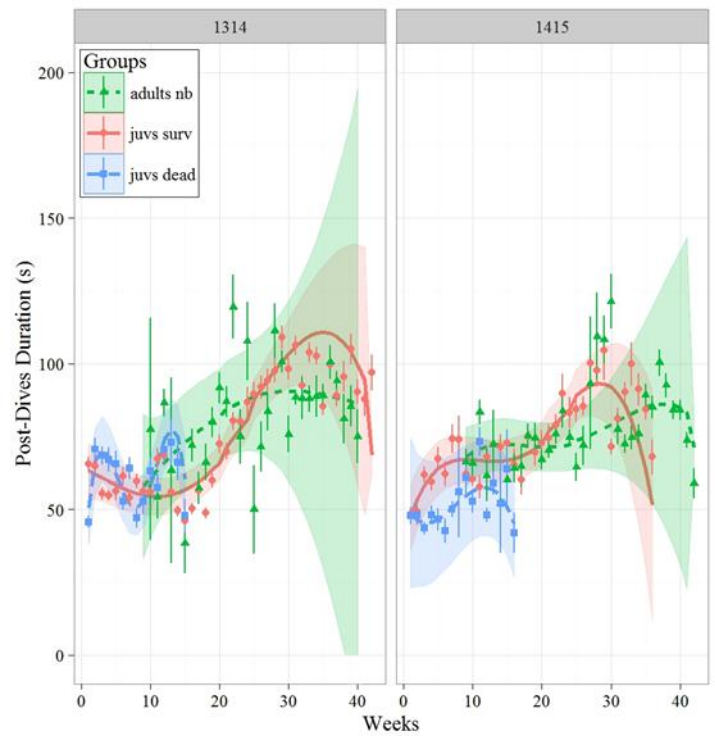 1314
1415
Groups
adults nb
juvs surv
juvs dead
200
150
100
50
0
Post-Dives Duration (s)
0 10 20 30 40
0 10 20 30 40
Weeks